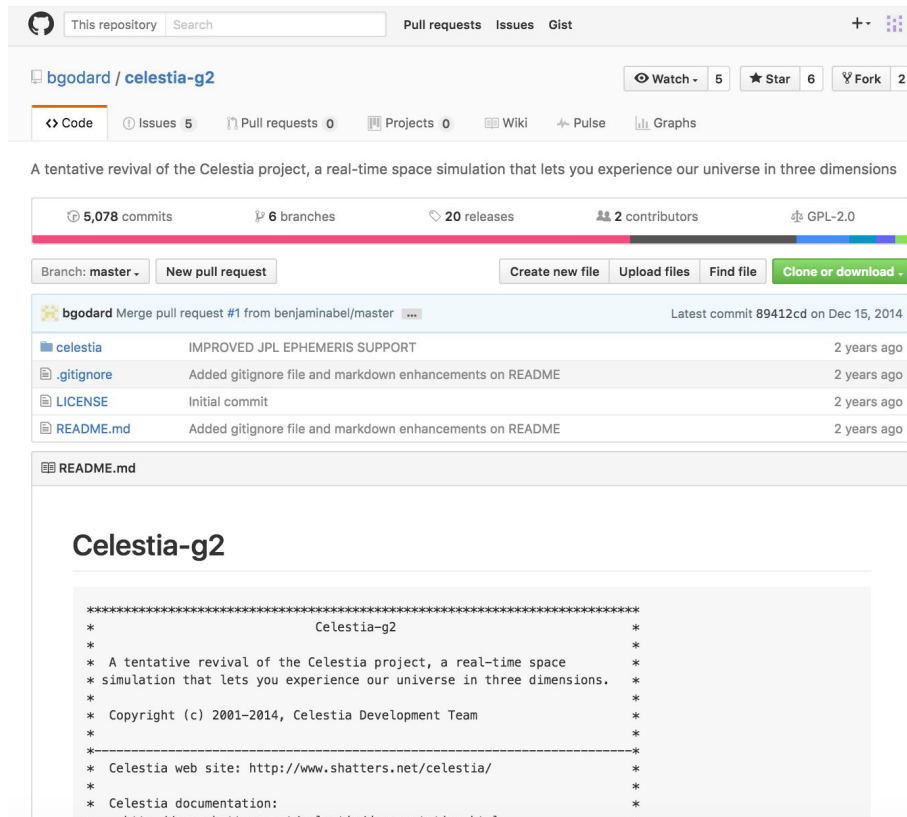 This repository Search Pull requests Issues Gist
bgodard / celestia-g2 Watch 5 Star 6 Fork 2
Code Issues 5 Pull requests 0 Projects 0 Wiki Pulse Graphs
A tentative revival of the Celestia project, a real-time space simulation that lets you experience our universe in three dimensions
5,078 commits 6 branches 20 releases 2 contributors GPL-2.0
Branch: master New pull request Create new file Upload files Find file Clone or download
bgodard Merge pull request #1 from benjaminabel/master ... Latest commit 89412cd on Dec 15, 2014
celestia IMPROVED JPL EPHEMERIS SUPPORT 2 years ago
.gitignore Added gitignore file and markdown enhancements on README 2 years ago
LICENSE Initial commit 2 years ago
README.md Added gitignore file and markdown enhancements on README 2 years ago
README.md
Celestia-g2
***************************************************************************
* Celestia-g2 *
* *
* A tentative revival of the Celestia project, a real-time space *
* simulation that lets you experience our universe in three dimensions. *
* *
* Copyright (c) 2001-2014, Celestia Development Team *
* *
*-------------------------------------------------------------------------*
* Celestia web site: http://www.shatters.net/celestia/ *
* *
* Celestia documentation: *